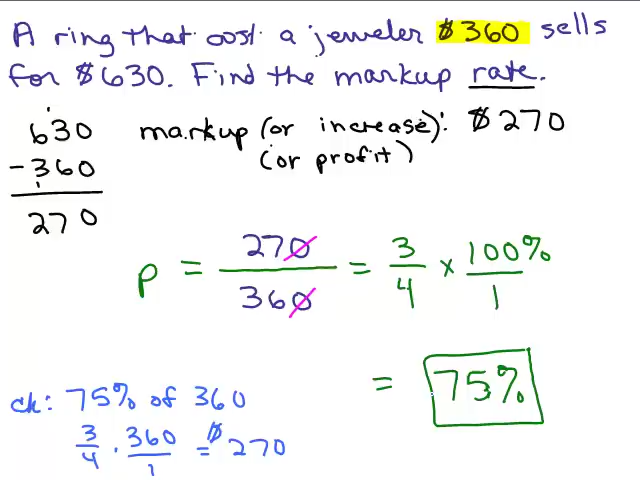 A ring that cost a jeweler $360 sells
for $630. Find the markup rate.
630
-360
270
markup (or increase): $270
(or profit)
p = 270/360 = 3/4 × 100%/1
= 75%
ck: 75% of 360
3/4 · 360/1 = $270